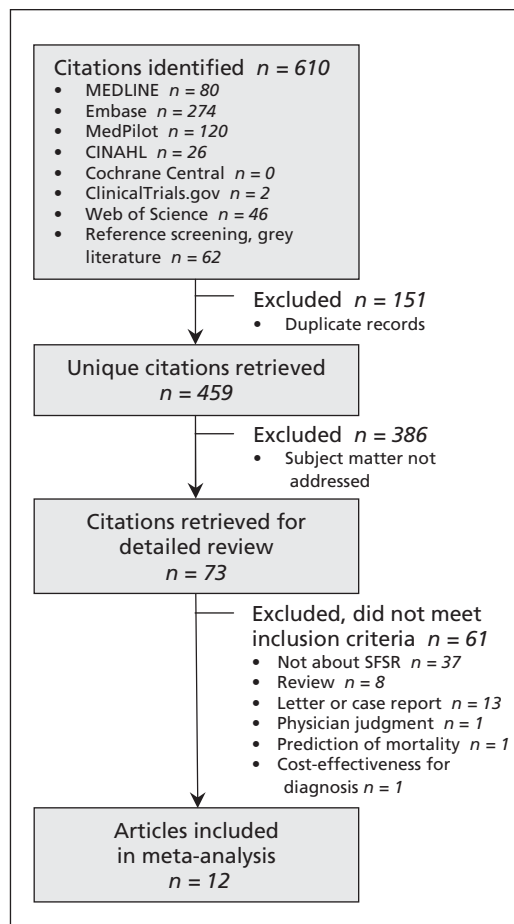 Citations identified n = 610
• MEDLINE n = 80
• Embase n = 274
• MedPilot n = 120
• CINAHL n = 26
• Cochrane Central n = 0
• ClinicalTrials.gov n = 2
• Web of Science n = 46
• Reference screening, grey
literature n = 62
Excluded n = 151
• Duplicate records
Unique citations retrieved
n = 459
Excluded n = 386
• Subject matter not
addressed
Citations retrieved for
detailed review
n = 73
Excluded, did not meet
inclusion criteria n = 61
• Not about SFSR n = 37
• Review n = 8
• Letter or case report n = 13
• Physician judgment n = 1
• Prediction of mortality n = 1
• Cost-effectiveness for
diagnosis n = 1
Articles included
in meta-analysis
n = 12